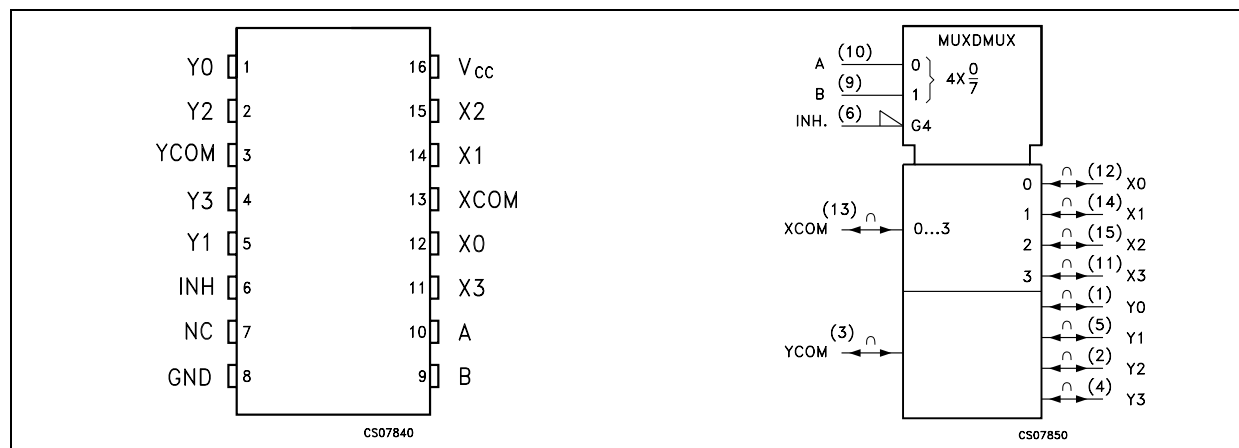 Y0 1 16 VCC
Y2 2 15 X2
YCOM 3 14 X1
Y3 4 13 XCOM
Y1 5 12 X0
INH 6 11 X3
NC 7 10 A
GND 8 9 B
CS07840
MUXDMUX
A (10) 0
B (9) 1
4X 0/7
INH. (6) G4
0 ∩ (12) X0
1 ∩ (14) X1
XCOM (13) ∩ 0...3
2 ∩ (15) X2
3 ∩ (11) X3
∩ (1) Y0
∩ (5) Y1
YCOM (3) ∩
∩ (2) Y2
∩ (4) Y3
CS07850